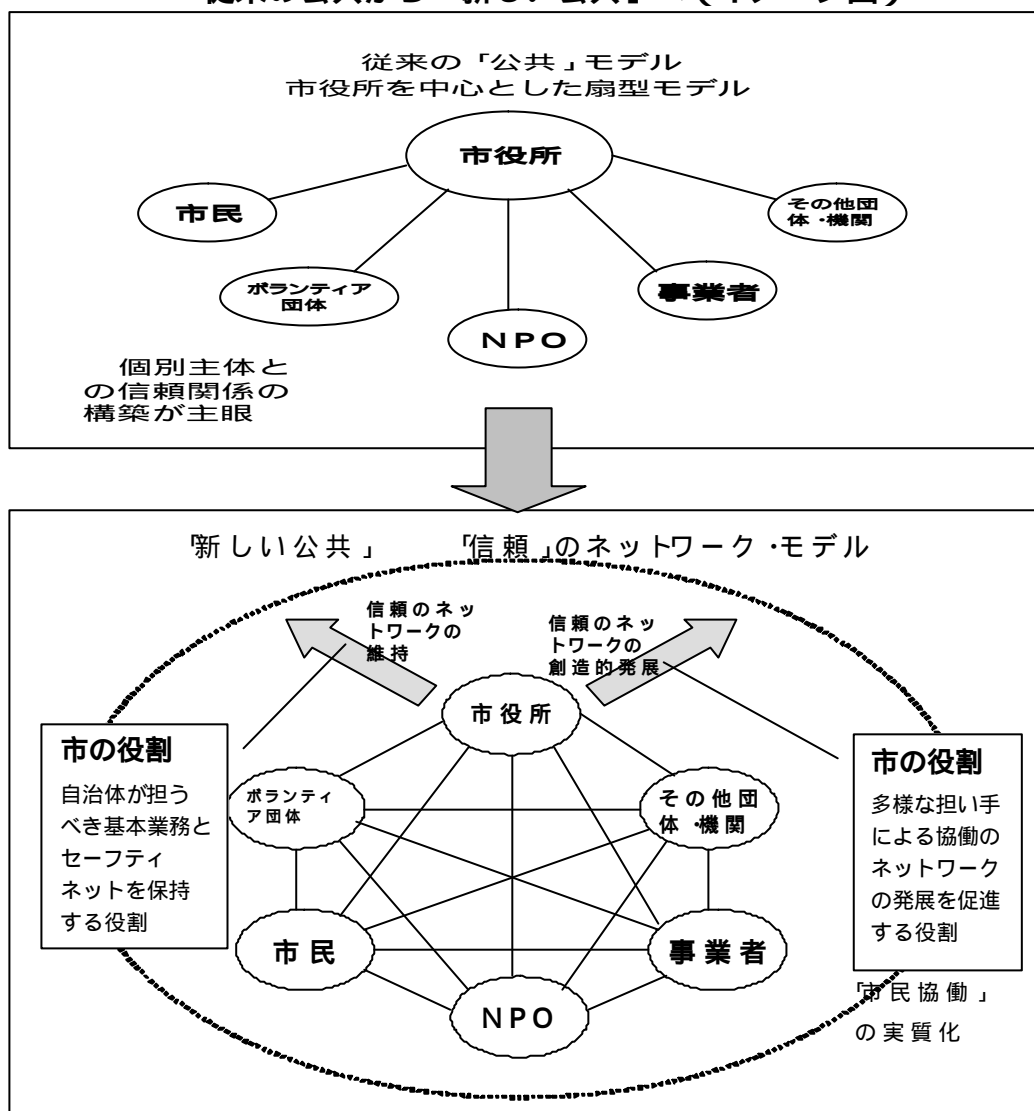 従来の「公共」モデル
市役所を中心とした扇型モデル
市役所
市民
その他団
体・機関
ボランティア
団体
事業者
NPO
個別主体と
の信頼関係の
構築が主眼
「新しい公共」　「信頼」のネットワーク・モデル
信頼のネッ
トワークの
維持
信頼のネッ
トワークの
創造的発展
市役所
市の役割
自治体が担う
べき基本業務と
セーフティ
ネットを保持
する役割
市の役割
多様な担い手
による協働の
ネットワーク
の発展を促進
する役割
ボランティ
ア団体
その他団
体・機関
市民
事業者
NPO
「市民協働」
の実質化